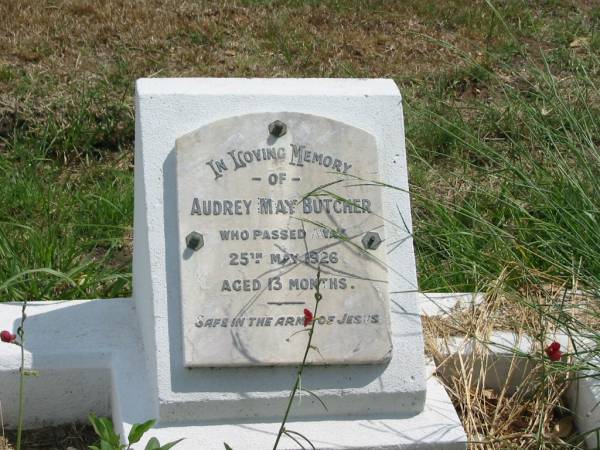 In Loving Memory
- OF -
AUDREY MAY BUTCHER
WHO PASSED AWAY
25TH MAY 1926
AGED 13 MONTHS.
SAFE IN THE ARMS OF JESUS.